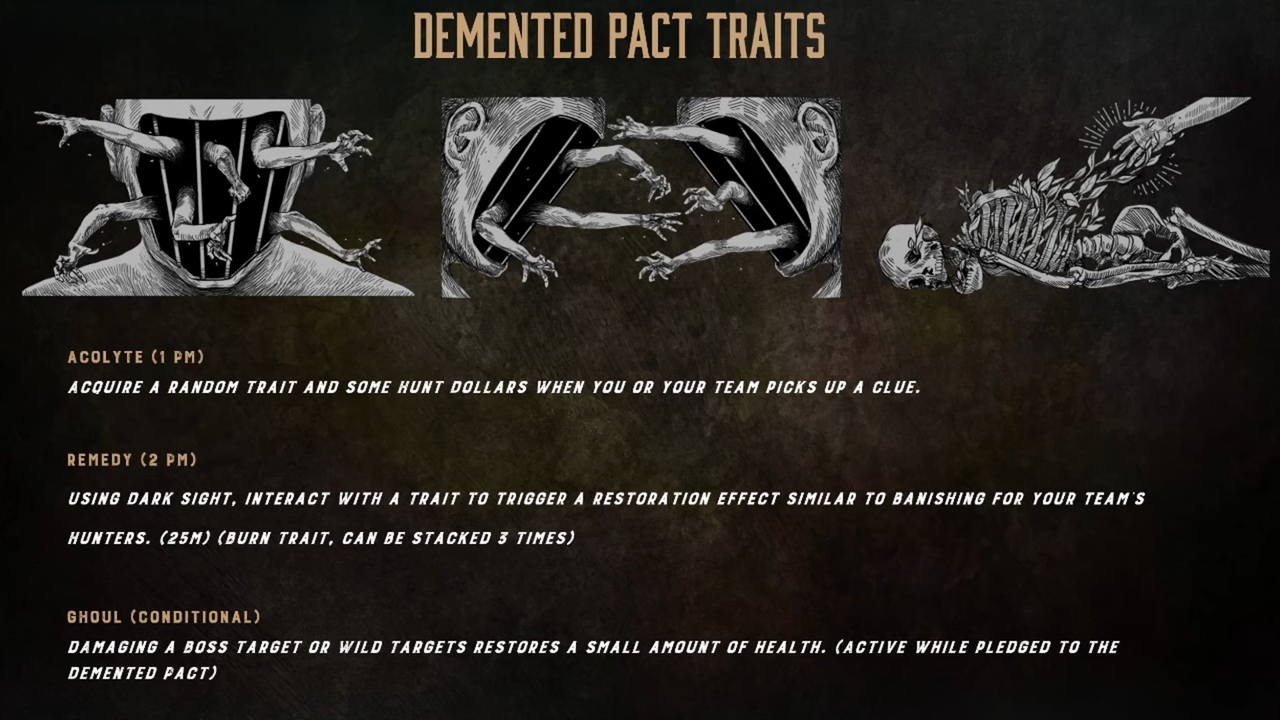 DEMENTED PACT TRAITS
ACOLYTE (1 PM)
ACQUIRE A RANDOM TRAIT AND SOME HUNT DOLLARS WHEN YOU OR YOUR TEAM PICKS UP A CLUE.
REMEDY (2 PM)
USING DARK SIGHT, INTERACT WITH A TRAIT TO TRIGGER A RESTORATION EFFECT SIMILAR TO BANISHING FOR YOUR TEAM'S
HUNTERS. (25M) (BURN TRAIT, CAN BE STACKED 3 TIMES)
GHOUL (CONDITIONAL)
DAMAGING A BOSS TARGET OR WILD TARGETS RESTORES A SMALL AMOUNT OF HEALTH. (ACTIVE WHILE PLEDGED TO THE
DEMENTED PACT)